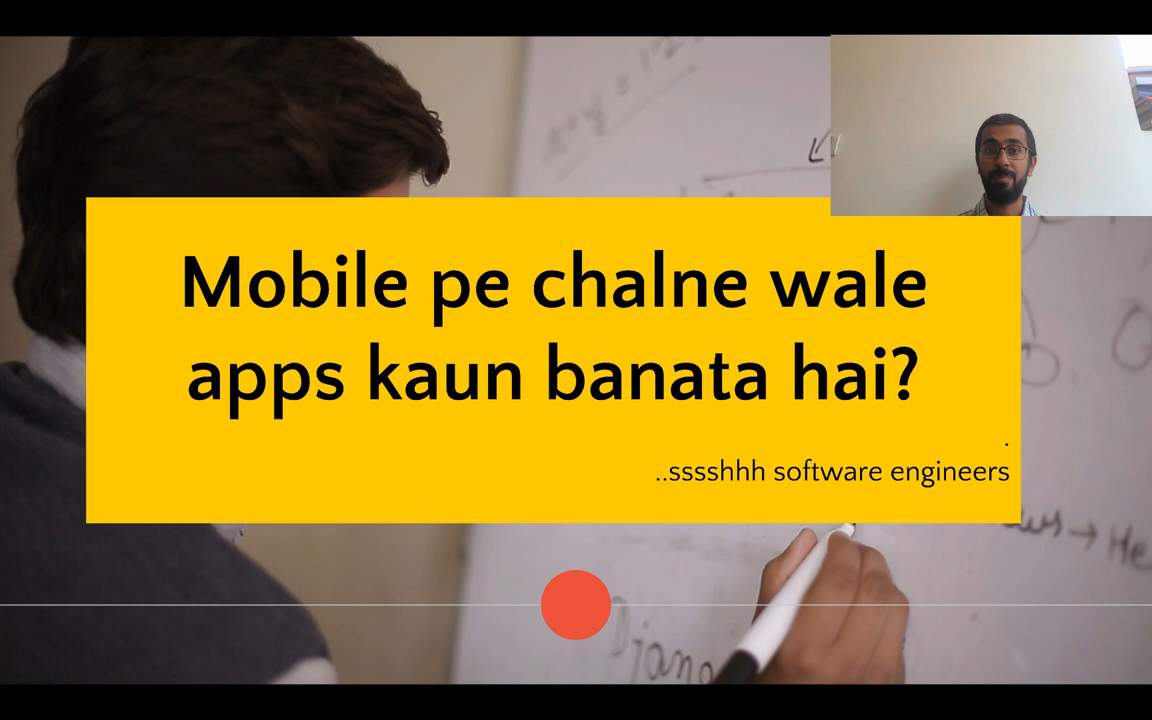 Mobile pe chalne wale
apps kaun banata hai?
.
..sssshhh software engineers